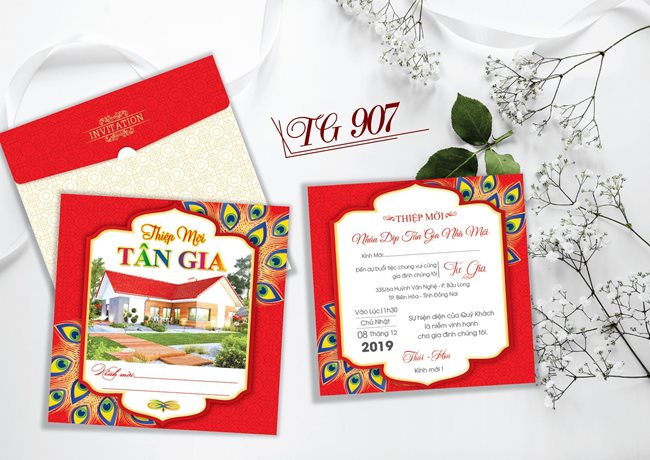 INVITATION
TG 907
Thiệp Mời
TÂN GIA
Kính mời
THIỆP MỜI
Nhân Dịp Tân Gia Nhà Mới
Kính Mời
Đến dự buổi tiệc chung vui cùng
gia đình chúng tôi
Tư Gia
335/6a Huỳnh Văn Nghệ - P. Bửu Long
TP. Biên Hòa - Tỉnh Đồng Nai
Vào Lúc 11h30
Chủ Nhật
08 Tháng 12
2019
Sự hiện diện của Quý Khách
là niềm vinh hạnh
cho gia đình chúng tôi.
Thái - Hoa
Kính mời !